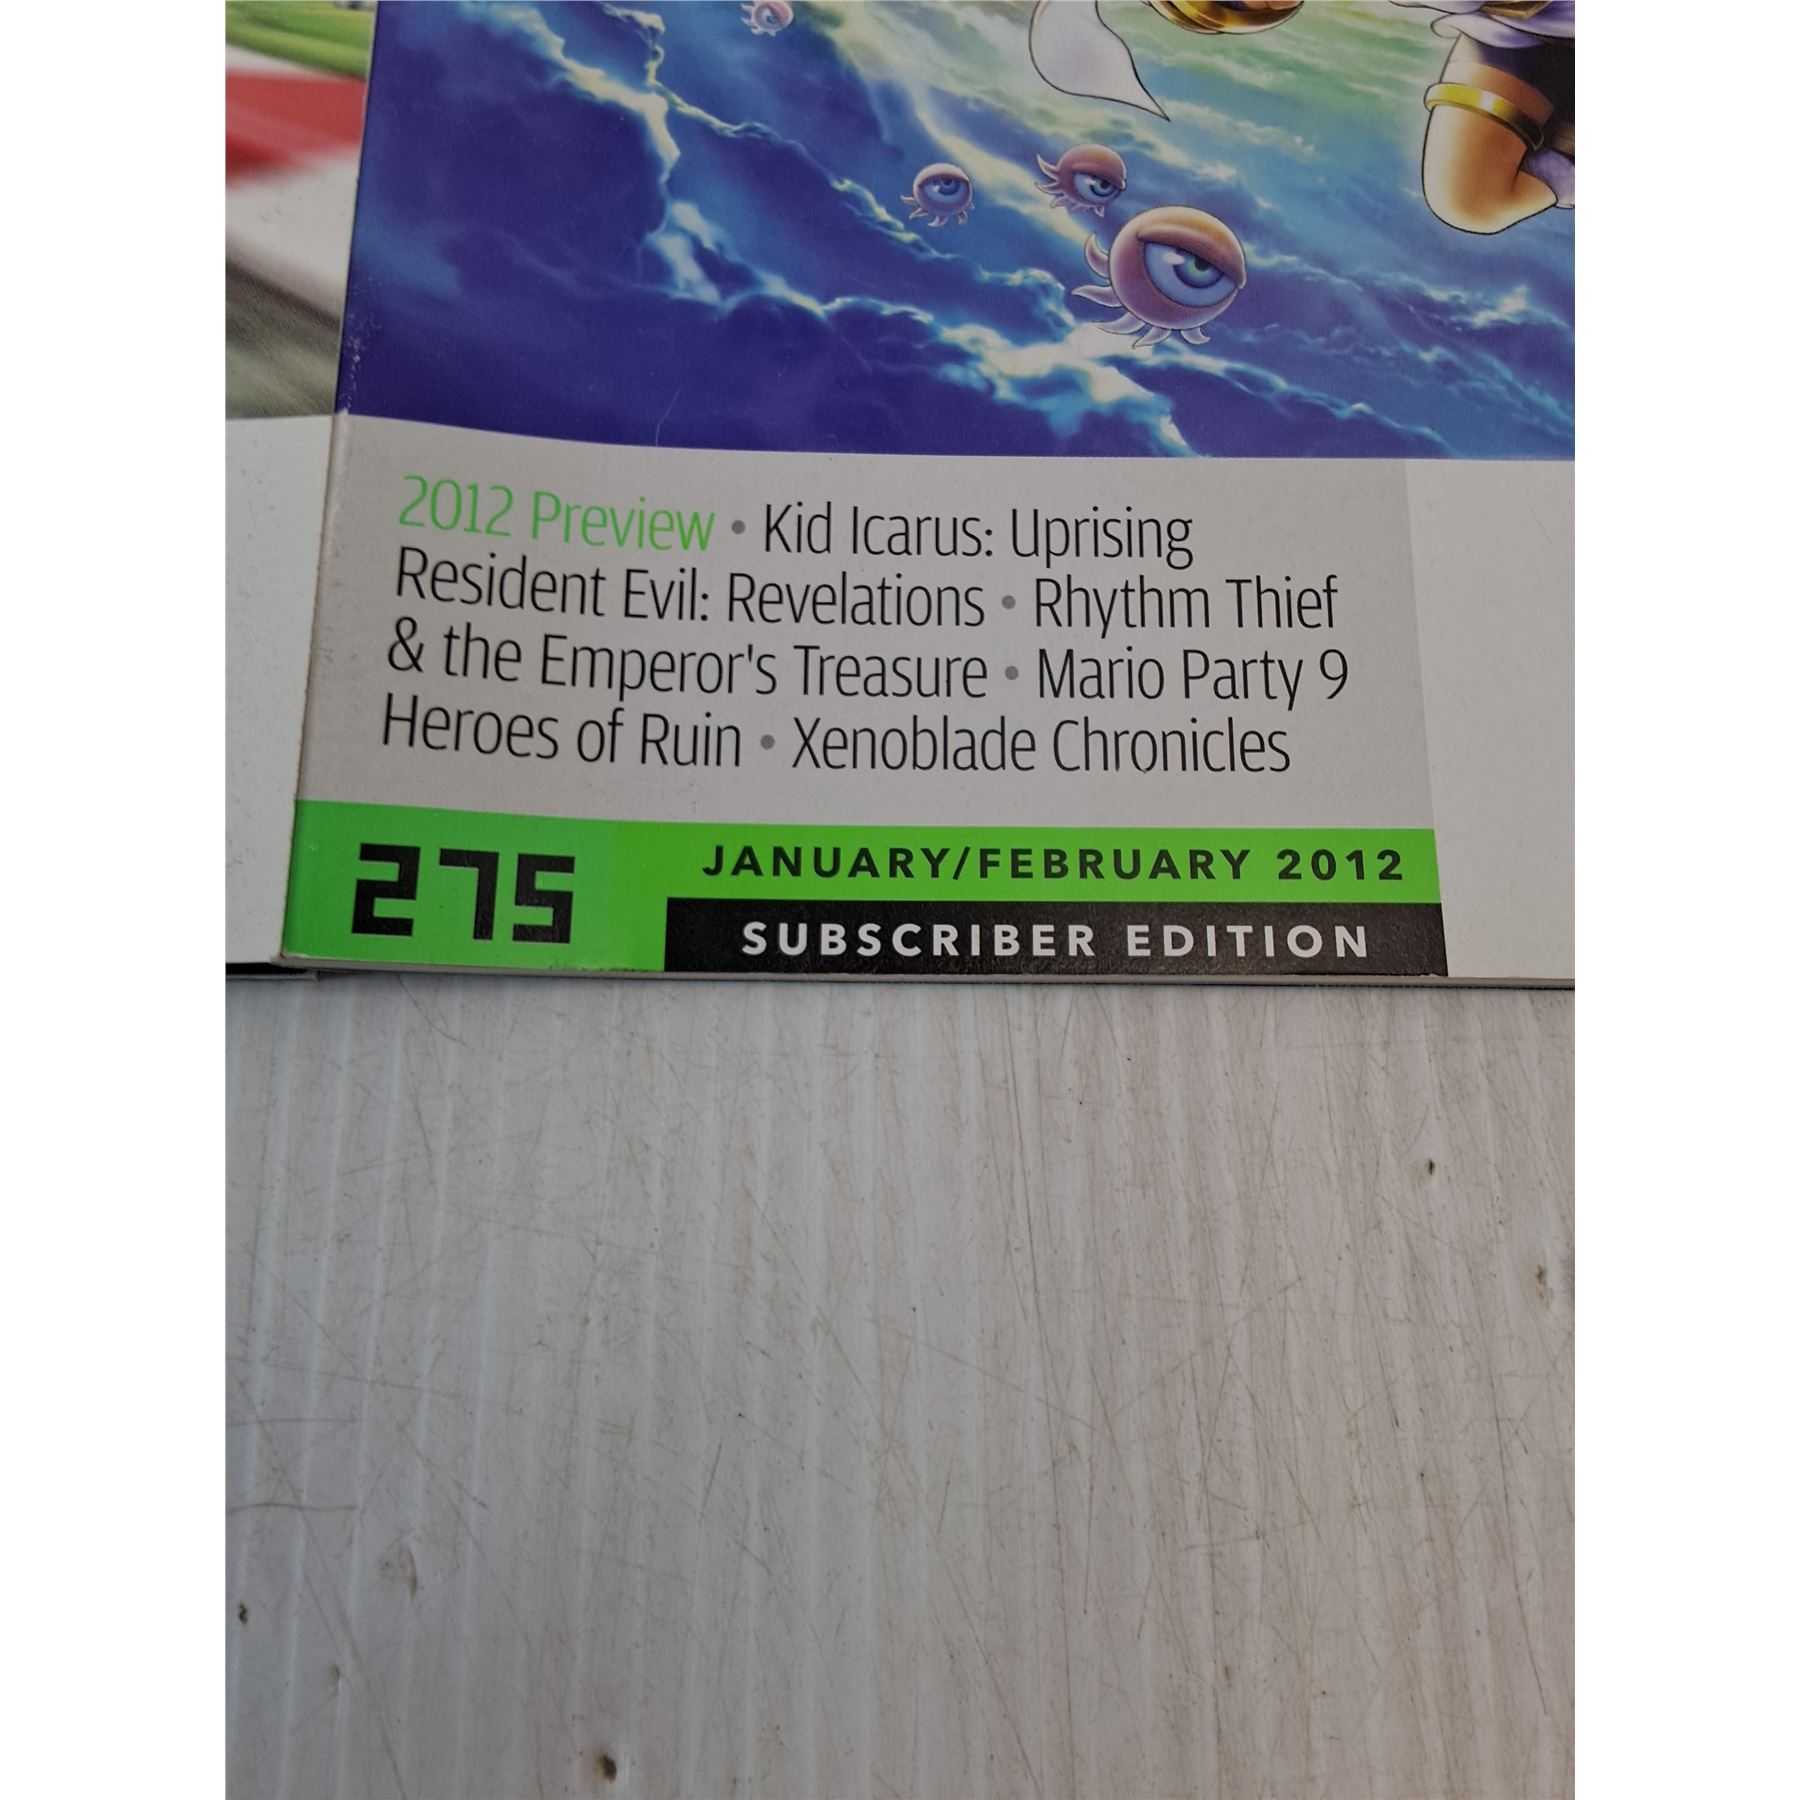 2012 Preview • Kid Icarus: Uprising
Resident Evil: Revelations • Rhythm Thief
& the Emperor's Treasure • Mario Party 9
Heroes of Ruin • Xenoblade Chronicles
275
JANUARY/FEBRUARY 2012
SUBSCRIBER EDITION